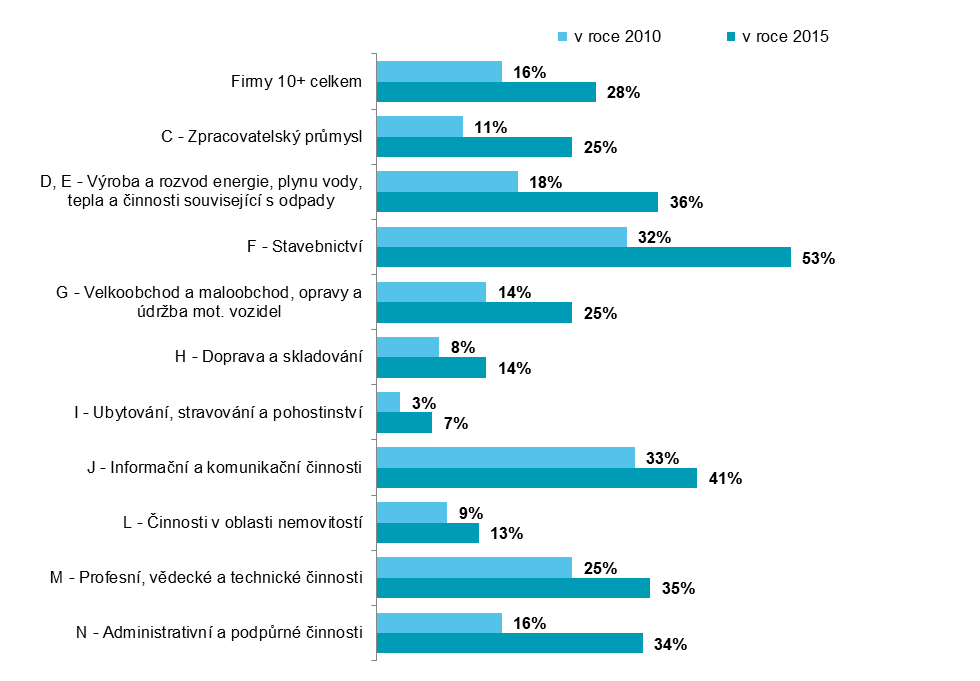 v roce 2010
v roce 2015
Firmy 10+ celkem
16%
28%
C - Zpracovatelský průmysl
11%
25%
D, E - Výroba a rozvod energie, plynu vody,
tepla a činnosti související s odpady
18%
36%
F - Stavebnictví
32%
53%
G - Velkoobchod a maloobchod, opravy a
údržba mot. vozidel
14%
25%
H - Doprava a skladování
8%
14%
I - Ubytování, stravování a pohostinství
3%
7%
J - Informační a komunikační činnosti
33%
41%
L - Činnosti v oblasti nemovitostí
9%
13%
M - Profesní, vědecké a technické činnosti
25%
35%
N - Administrativní a podpůrné činnosti
16%
34%